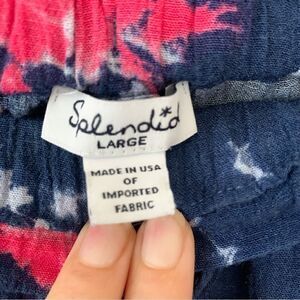 Splendid
LARGE
MADE IN USA
OF
IMPORTED
FABRIC